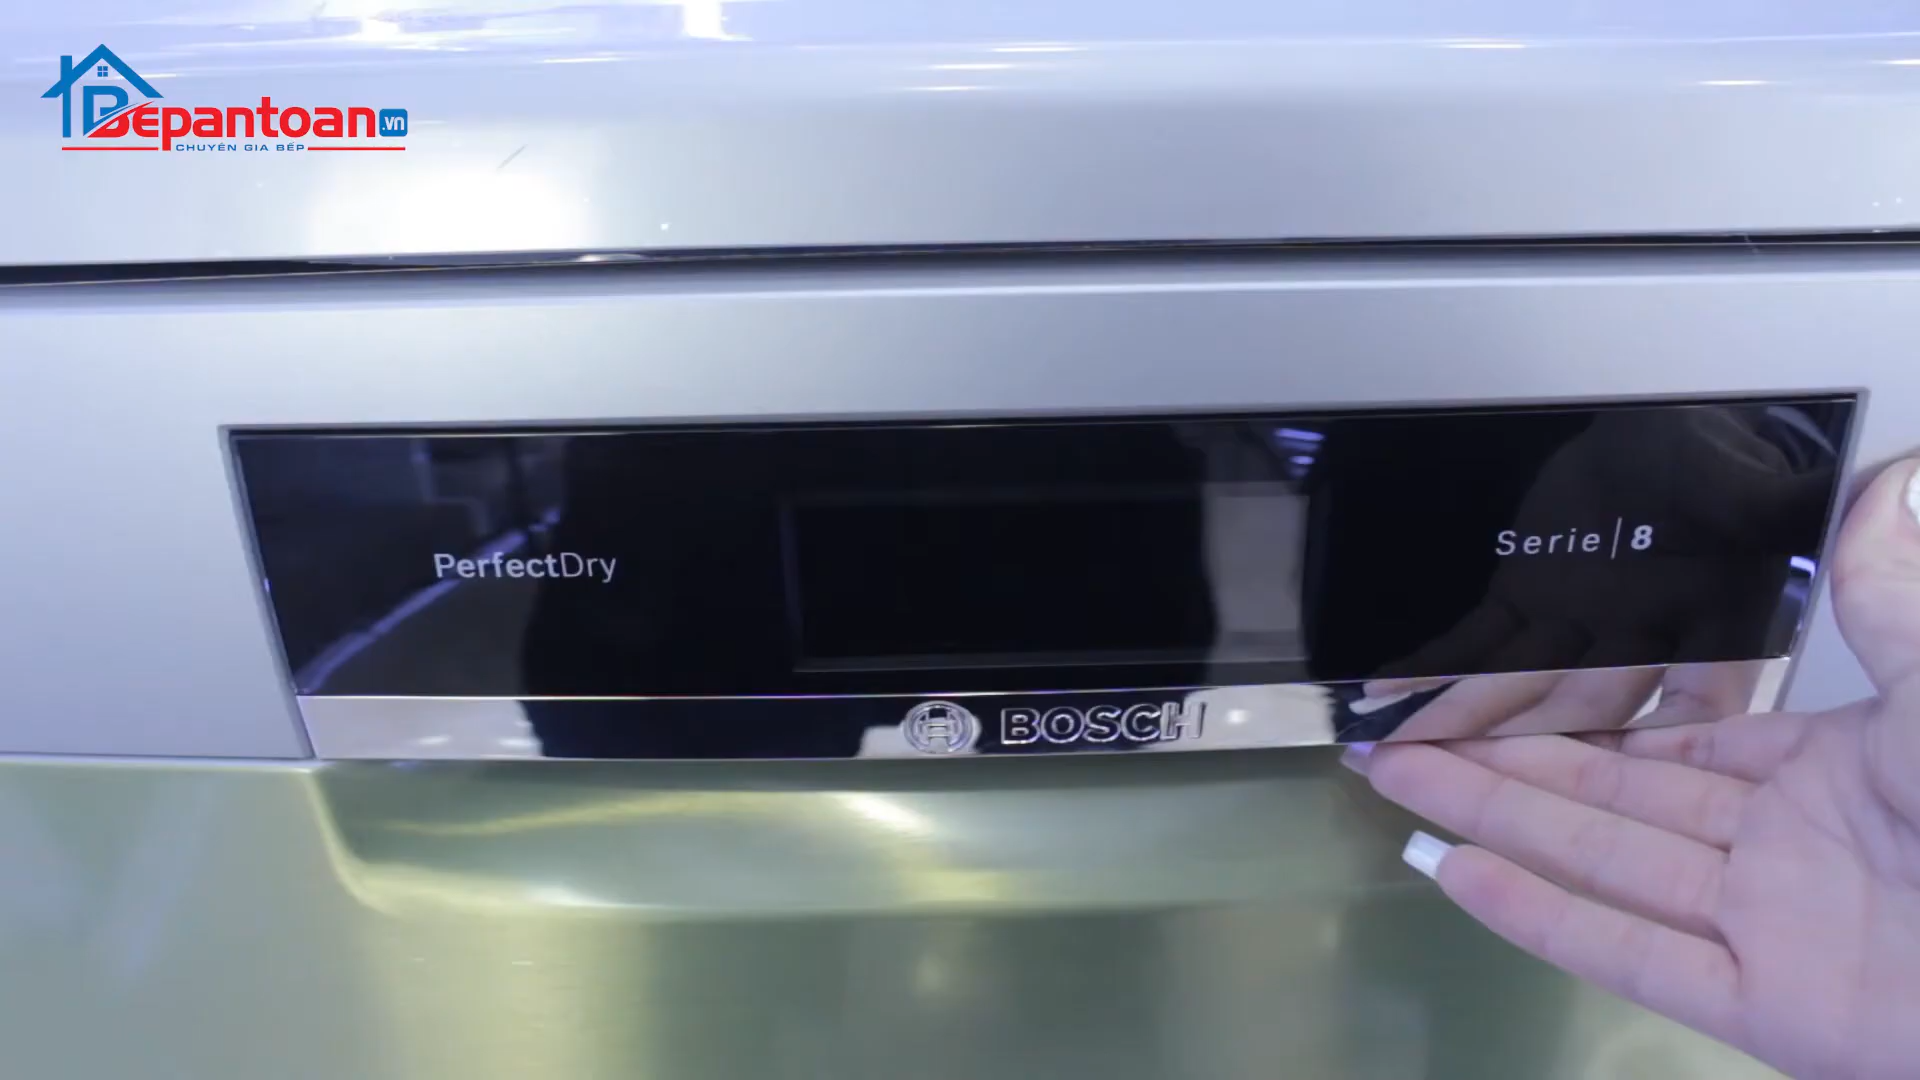 Bepantoan.vn
CHUYÊN GIA BẾP
PerfectDry
Serie | 8
BOSCH